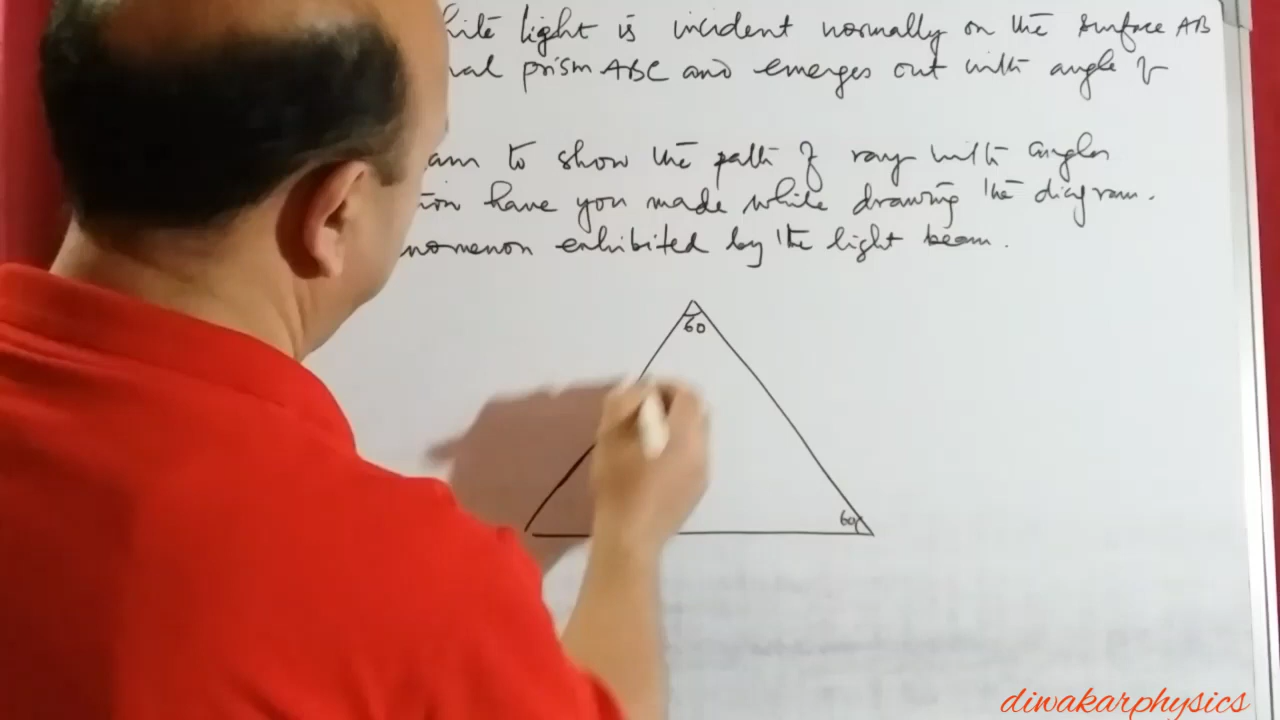 hite light is incident normally on the surface AB
nal prism ABC and emerges out with angle of
am to show the path of ray with angles
tion have you made while drawing the diagram.
nomenon exhibited by the light beam.
60
60
diwakarphysics